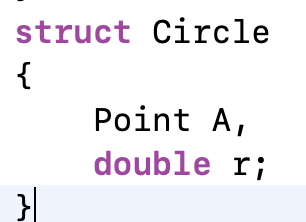 struct Circle
{
    Point A,
    double r;
}